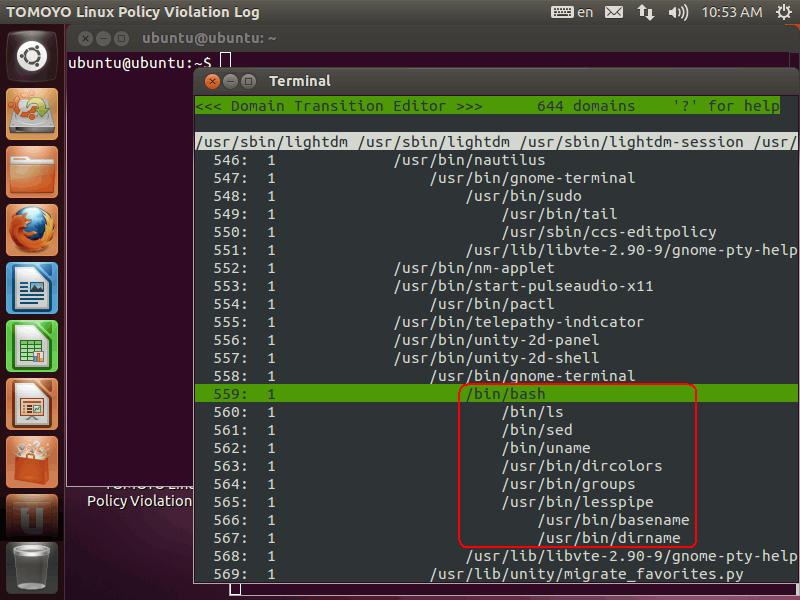 TOMOYO Linux Policy Violation Log
en
10:53 AM
ubuntu@ubuntu: ~
ubuntu@ubuntu:~$
Terminal
<<< Domain Transition Editor >>>      644 domains    '?' for help
/usr/sbin/lightdm /usr/sbin/lightdm /usr/sbin/lightdm-session /usr/
546:  1             /usr/bin/nautilus
547:  1                 /usr/bin/gnome-terminal
548:  1                     /usr/bin/sudo
549:  1                         /usr/bin/tail
550:  1                         /usr/sbin/ccs-editpolicy
551:  1                     /usr/lib/libvte-2.90-9/gnome-pty-help
552:  1             /usr/bin/nm-applet
553:  1             /usr/bin/start-pulseaudio-x11
554:  1                 /usr/bin/pactl
555:  1             /usr/bin/telepathy-indicator
556:  1             /usr/bin/unity-2d-panel
557:  1             /usr/bin/unity-2d-shell
558:  1                 /usr/bin/gnome-terminal
559:  1                     /bin/bash
560:  1                         /bin/ls
561:  1                         /bin/sed
562:  1                         /bin/uname
563:  1                         /usr/bin/dircolors
564:  1                         /usr/bin/groups
565:  1                         /usr/bin/lesspipe
566:  1                             /usr/bin/basename
567:  1                             /usr/bin/dirname
568:  1                     /usr/lib/libvte-2.90-9/gnome-pty-help
569:  1                 /usr/lib/unity/migrate_favorites.py
TOMOYO Linu
Policy Violation